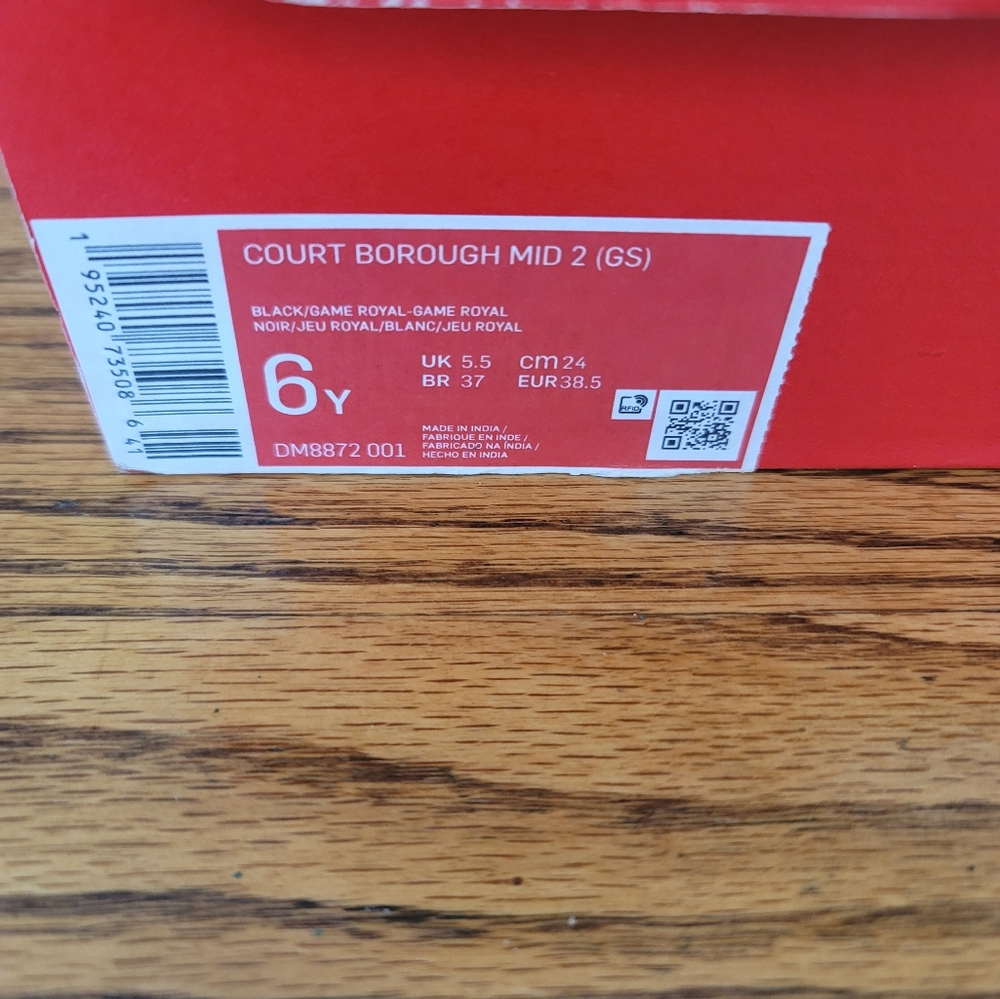 COURT BOROUGH MID 2 (GS)
BLACK/GAME ROYAL-GAME ROYAL
NOIR/JEU ROYAL/BLANC/JEU ROYAL
6Y
UK 5.5 cm 24
BR 37 EUR 38.5
RFID
MADE IN INDIA /
FABRIQUE EN INDE /
FABRICADO NA ÍNDIA /
HECHO EN INDIA
DM8872 001
1 95240 73508 6 41